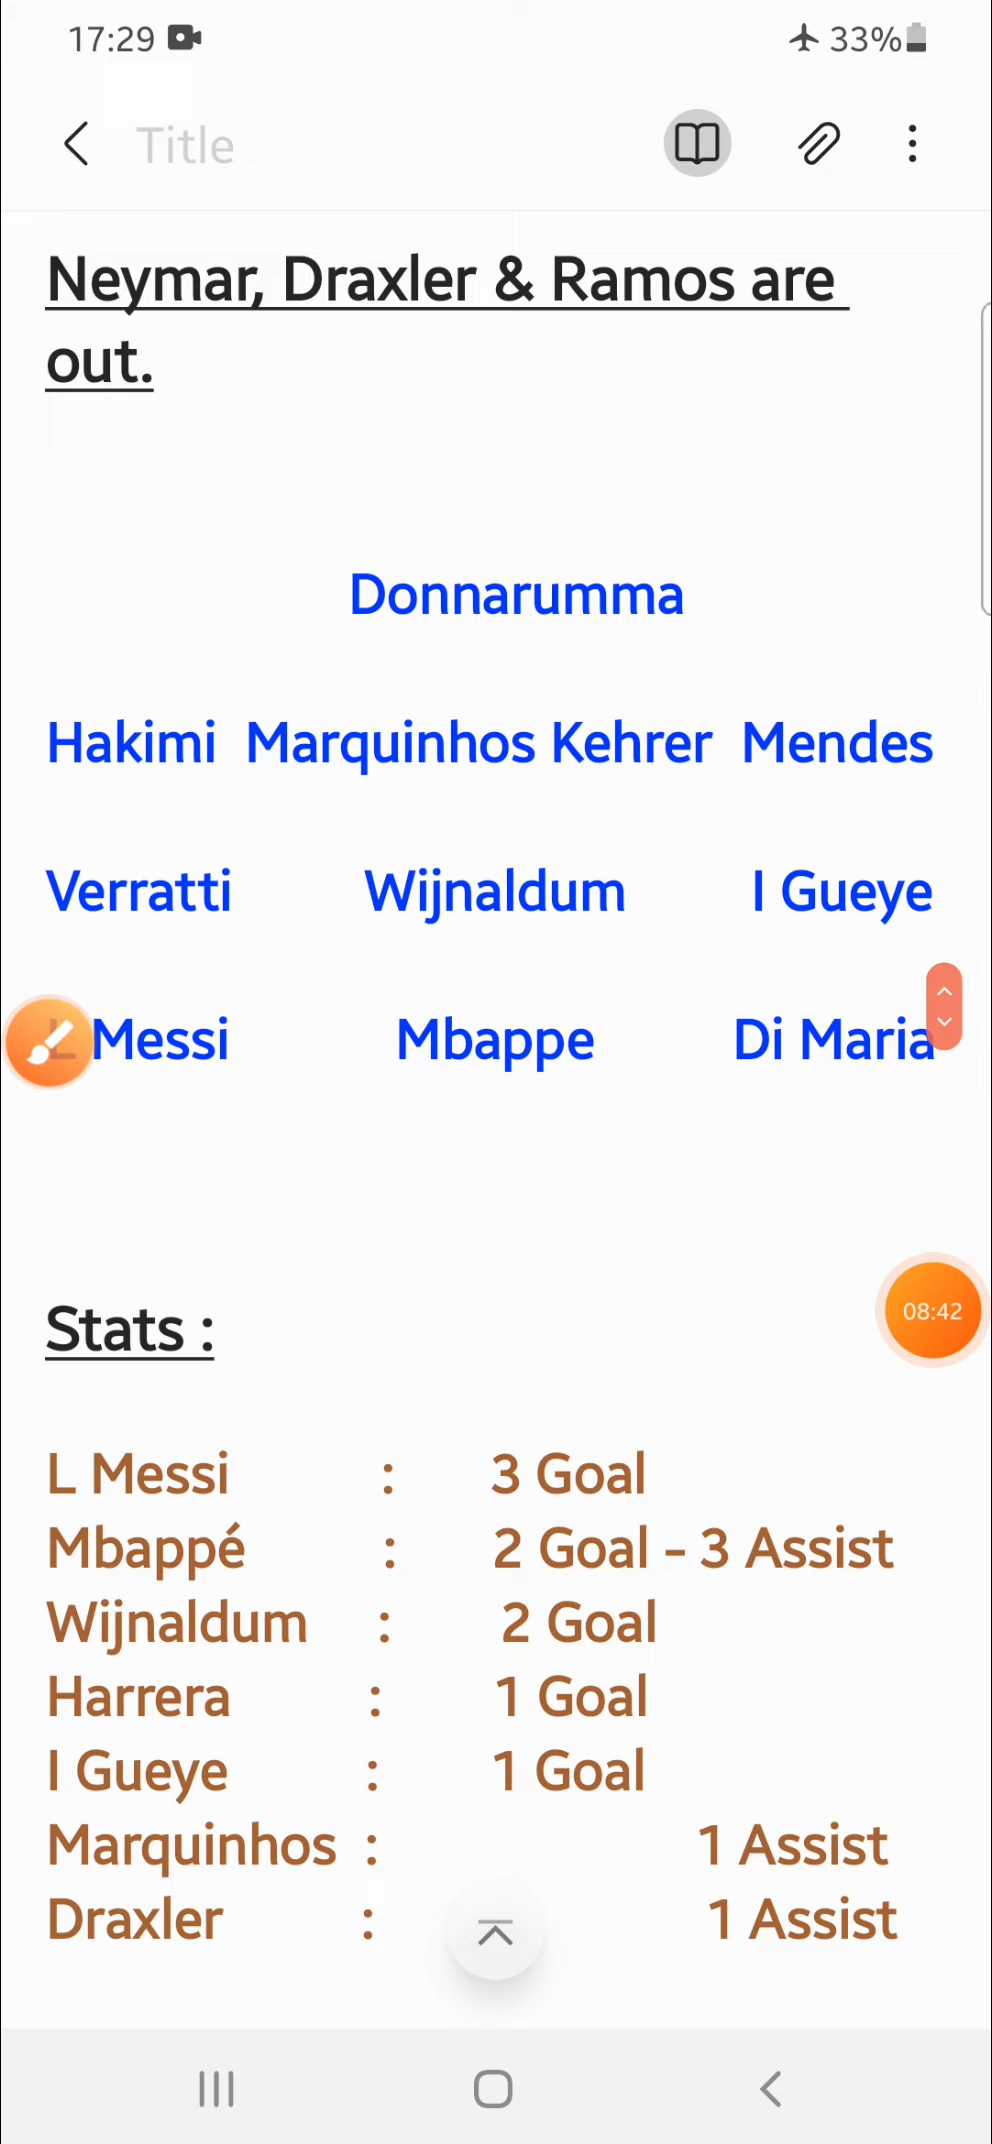 17:29 33%
Title
Neymar, Draxler & Ramos are
out.
Donnarumma
Hakimi Marquinhos Kehrer Mendes
Verratti Wijnaldum I Gueye
L Messi Mbappe Di Maria
08:42
Stats :
L Messi : 3 Goal
Mbappé : 2 Goal - 3 Assist
Wijnaldum : 2 Goal
Harrera : 1 Goal
I Gueye : 1 Goal
Marquinhos : 1 Assist
Draxler : 1 Assist